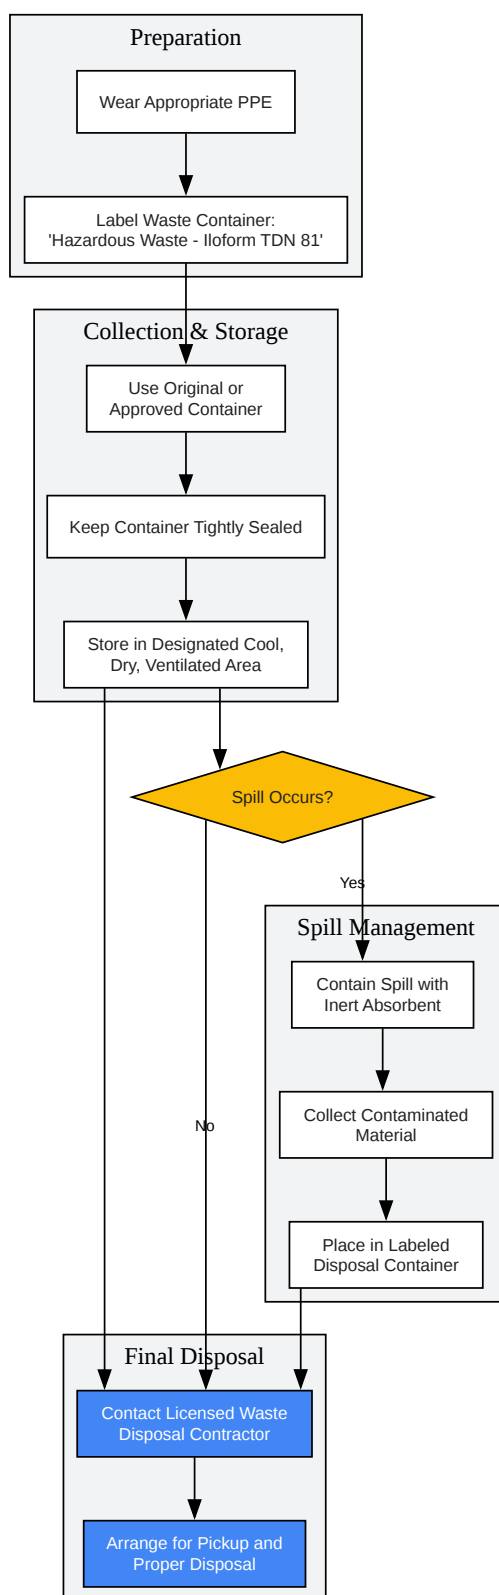 Preparation
Wear Appropriate PPE
Label Waste Container:
'Hazardous Waste - Iloform TDN 81'
Collection & Storage
Use Original or
Approved Container
Keep Container Tightly Sealed
Store in Designated Cool,
Dry, Ventilated Area
Spill Occurs?
Yes
Spill Management
Contain Spill with
Inert Absorbent
Collect Contaminated
Material
No
Place in Labeled
Disposal Container
Final Disposal
Contact Licensed Waste
Disposal Contractor
Arrange for Pickup and
Proper Disposal